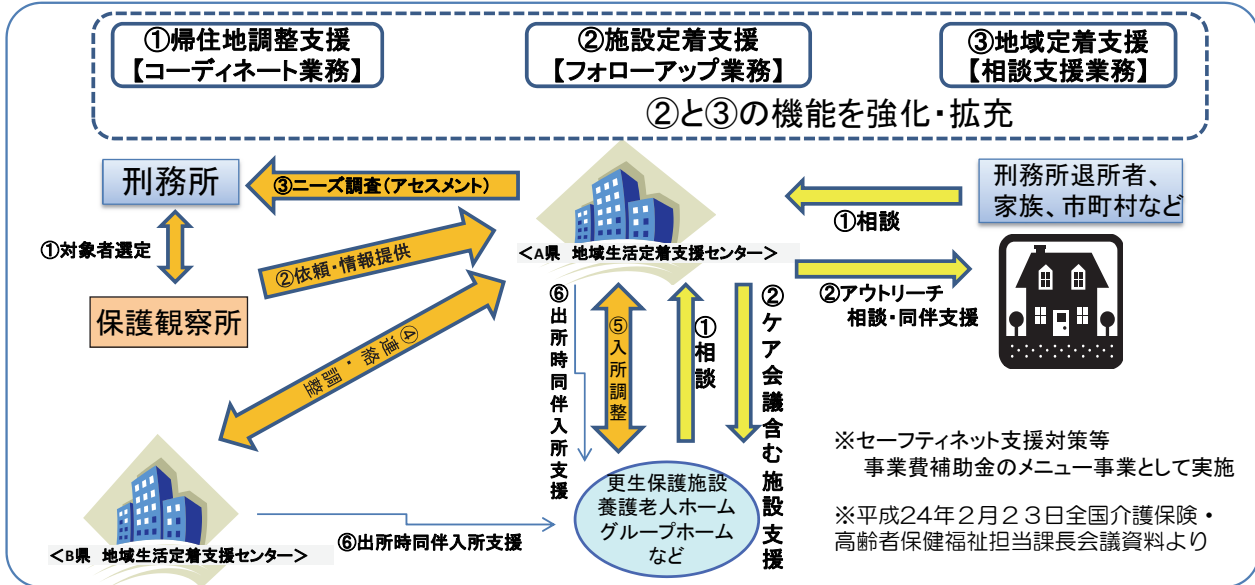 ①帰住地調整支援
【コーディネート業務】
②施設定着支援
【フォローアップ業務】
③地域定着支援
【相談支援業務】
②と③の機能を強化・拡充
刑務所
③ニーズ調査(アセスメント)
①相談
刑務所退所者、
家族、市町村など
①対象者選定
②依頼・情報提供
<A県 地域生活定着支援センター>
②アウトリーチ
相談・同伴支援
保護観察所
④連絡・調整
⑥出所時同伴入所支援
⑤入所調整
①相談
②ケア会議含む施設支援
※セーフティネット支援対策等
事業費補助金のメニュー事業として実施
更生保護施設
養護老人ホーム
グループホーム
など
※平成24年2月23日全国介護保険・
高齢者保健福祉担当課長会議資料より
<B県 地域生活定着支援センター>
⑥出所時同伴入所支援